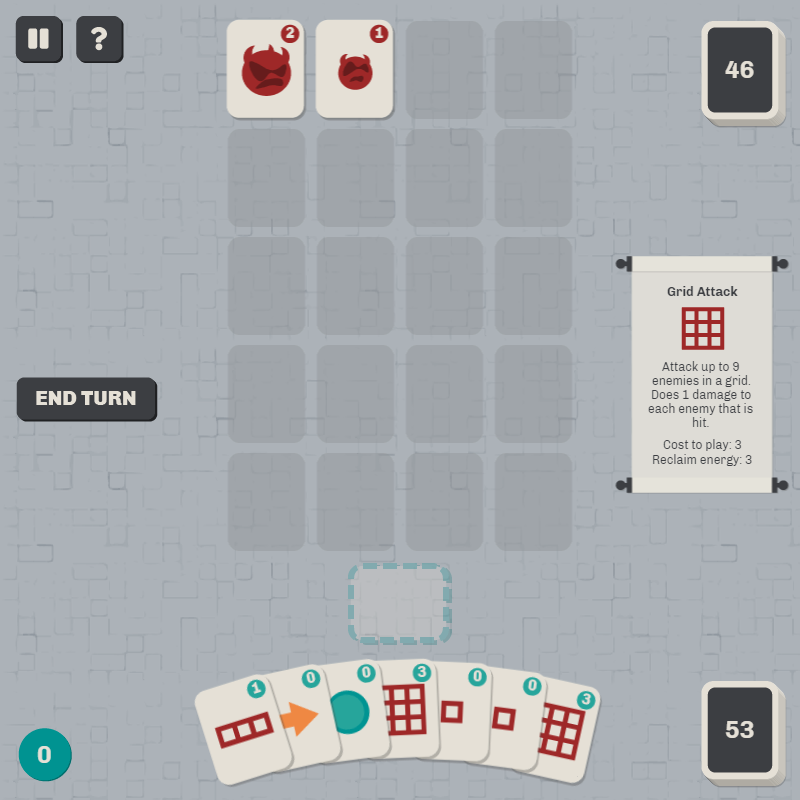 ?
2
1
46
Grid Attack
Attack up to 9
enemies in a grid.
Does 1 damage to
each enemy that is
hit.
Cost to play: 3
Reclaim energy: 3
END TURN
1
0
0
3
0
0
3
0
53